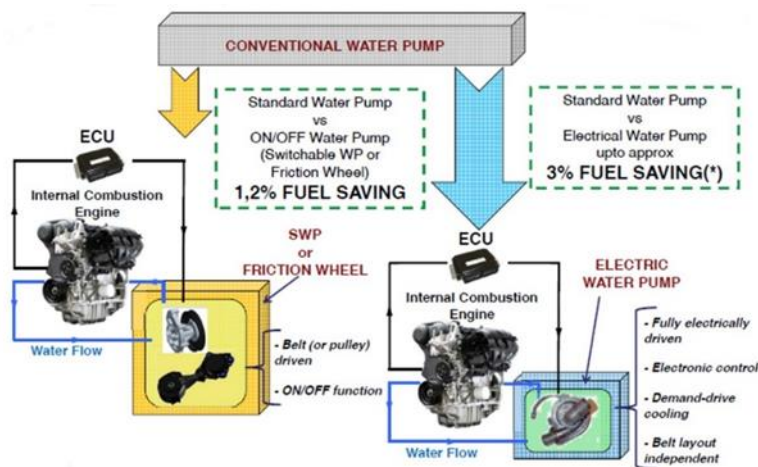 CONVENTIONAL WATER PUMP
Standard Water Pump
vs
ON/OFF Water Pump
(Switchable WP or
Friction Wheel)
1,2% FUEL SAVING
Standard Water Pump
vs
Electrical Water Pump
upto approx
3% FUEL SAVING(*)
ECU
Internal Combustion
Engine
SWP
or
FRICTION WHEEL
Water Flow
- Belt (or pulley)
driven
- ON/OFF function
ECU
Internal Combustion
Engine
ELECTRIC
WATER PUMP
Water Flow
- Fully electrically
driven
- Electronic control
- Demand-drive
cooling
- Belt layout
independent